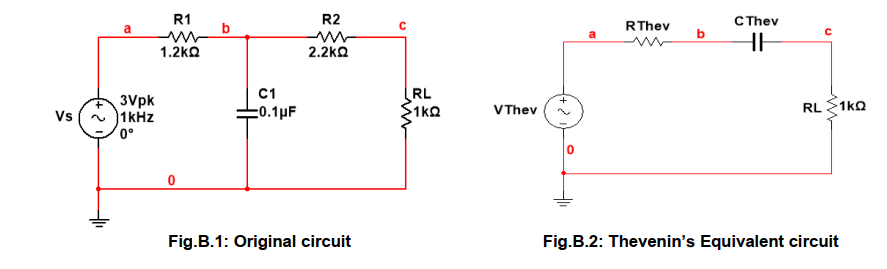 R1
R2
a
b
c
1.2kΩ
2.2kΩ
Vs
3Vpk
1kHz
0°
C1
0.1µF
RL
1kΩ
0
Fig.B.1: Original circuit
RThev
CThev
a
b
c
VThev
RL
1kΩ
0
Fig.B.2: Thevenin's Equivalent circuit